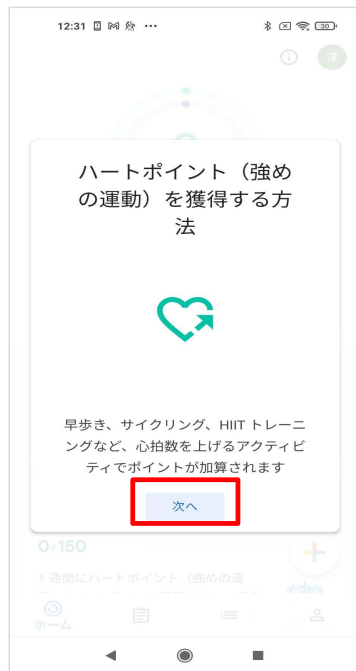 12:31
30
ハートポイント（強め
の運動）を獲得する方
法
早歩き、サイクリング、HIIT トレーニ
ングなど、心拍数を上げるアクティビ
ティでポイントが加算されます
次へ
0/150
1 週間にハートポイント（強めの運
ホーム